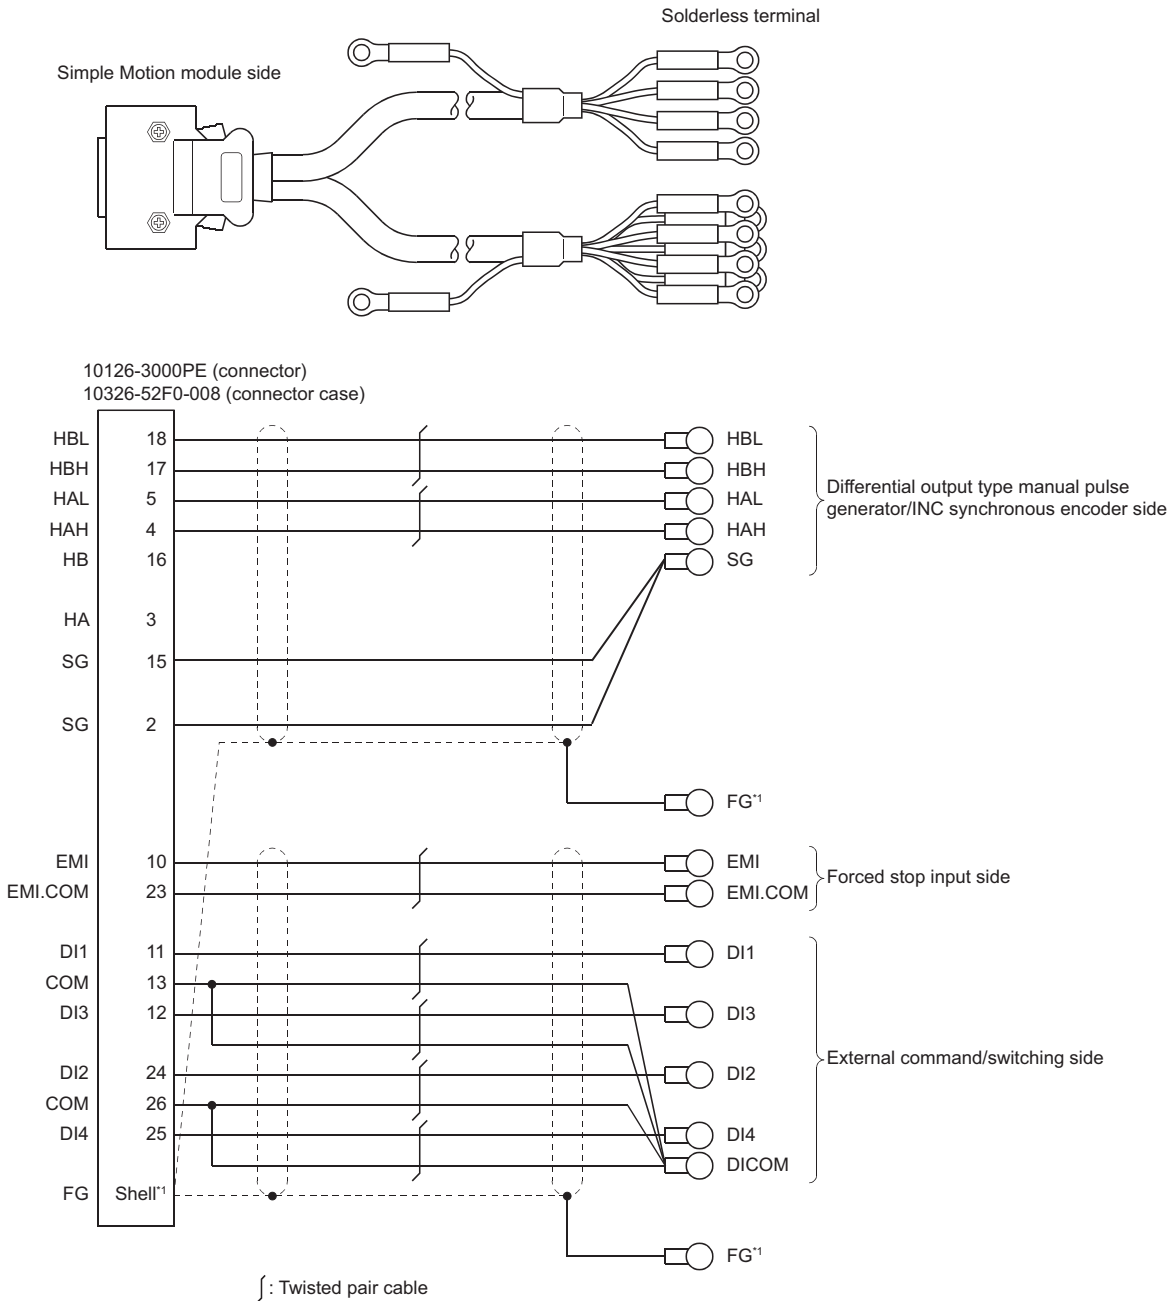 Solderless terminal
Simple Motion module side
10126-3000PE (connector)
10326-52F0-008 (connector case)
HBL 18 HBL
HBH 17 HBH
HAL 5 HAL
HAH 4 HAH
HB 16 SG
Differential output type manual pulse
generator/INC synchronous encoder side
HA 3
SG 15
SG 2
FG*1
EMI 10 EMI
EMI.COM 23 EMI.COM
Forced stop input side
DI1 11 DI1
COM 13
DI3 12 DI3
External command/switching side
DI2 24 DI2
COM 26
DI4 25 DI4
DICOM
FG Shell*1
FG*1
: Twisted pair cable